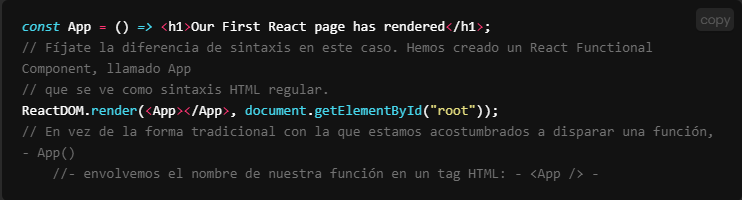 copy
const App = () => <h1>Our First React page has rendered</h1>;
// Fíjate la diferencia de sintaxis en este caso. Hemos creado un React Functional
Component, llamado App
// que se ve como sintaxis HTML regular.
ReactDOM.render(<App></App>, document.getElementById("root"));
// En vez de la forma tradicional con la que estamos acostumbrados a disparar una función,
- App()
//- envolvemos el nombre de nuestra función en un tag HTML: - <App /> -